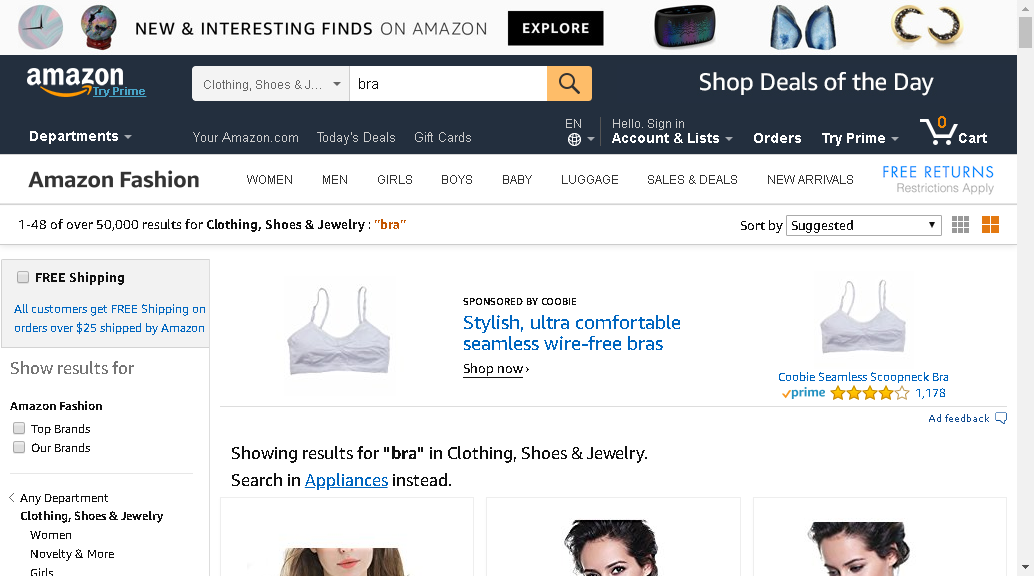 NEW & INTERESTING FINDS ON AMAZON EXPLORE
amazon
Try Prime
Clothing, Shoes & J... bra
Shop Deals of the Day
Departments
Your Amazon.com Today's Deals Gift Cards
EN
Hello. Sign in
Account & Lists
Orders
Try Prime
0
Cart
Amazon Fashion
WOMEN MEN GIRLS BOYS BABY LUGGAGE SALES & DEALS NEW ARRIVALS
FREE RETURNS
Restrictions Apply
1-48 of over 50,000 results for Clothing, Shoes & Jewelry : "bra"
Sort by Suggested
FREE Shipping
All customers get FREE Shipping on
orders over $25 shipped by Amazon
Show results for
Amazon Fashion
Top Brands
Our Brands
Any Department
Clothing, Shoes & Jewelry
Women
Novelty & More
Girls
SPONSORED BY COOBIE
Stylish, ultra comfortable
seamless wire-free bras
Shop now ›
Coobie Seamless Scoopneck Bra
prime 1,178
Ad feedback
Showing results for "bra" in Clothing, Shoes & Jewelry.
Search in Appliances instead.